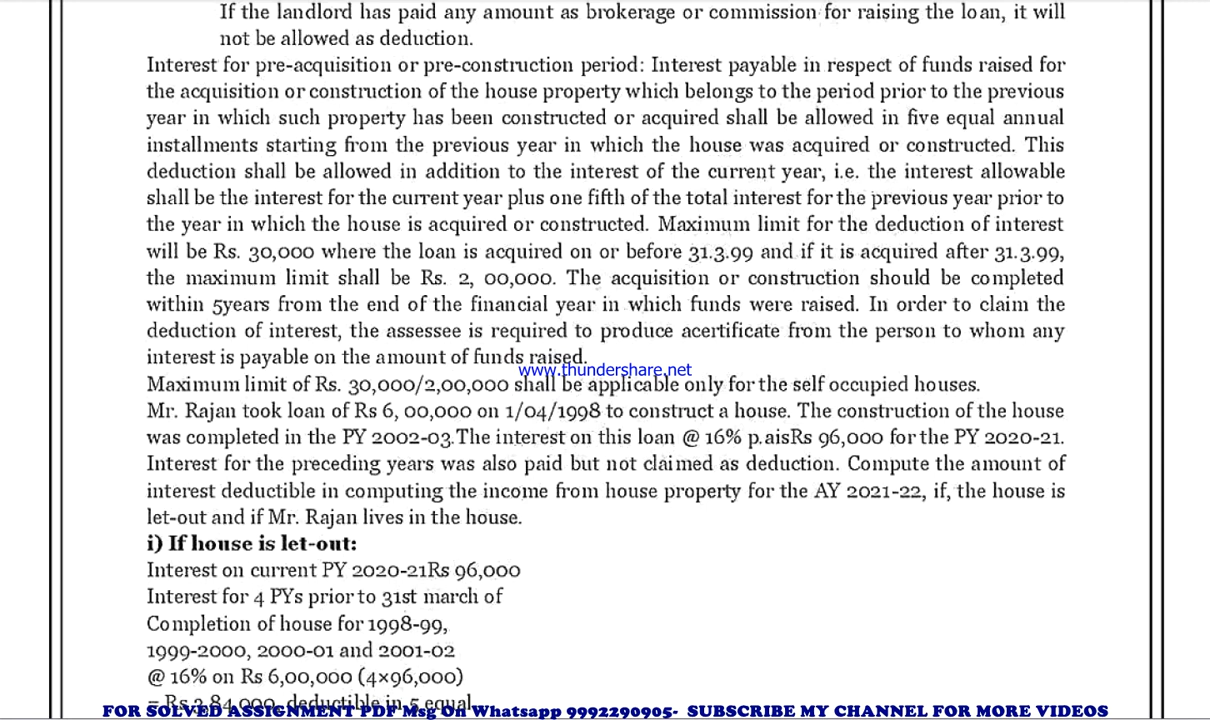 If the landlord has paid any amount as brokerage or commission for raising the loan, it will
not be allowed as deduction.
Interest for pre-acquisition or pre-construction period: Interest payable in respect of funds raised for
the acquisition or construction of the house property which belongs to the period prior to the previous
year in which such property has been constructed or acquired shall be allowed in five equal annual
installments starting from the previous year in which the house was acquired or constructed. This
deduction shall be allowed in addition to the interest of the current year, i.e. the interest allowable
shall be the interest for the current year plus one fifth of the total interest for the previous year prior to
the year in which the house is acquired or constructed. Maximum limit for the deduction of interest
will be Rs. 30,000 where the loan is acquired on or before 31.3.99 and if it is acquired after 31.3.99,
the maximum limit shall be Rs. 2, 00,000. The acquisition or construction should be completed
within 5years from the end of the financial year in which funds were raised. In order to claim the
deduction of interest, the assessee is required to produce acertificate from the person to whom any
interest is payable on the amount of funds raised.
www.thundershare.net
Maximum limit of Rs. 30,000/2,00,000 shall be applicable only for the self occupied houses.
Mr. Rajan took loan of Rs 6, 00,000 on 1/04/1998 to construct a house. The construction of the house
was completed in the PY 2002-03.The interest on this loan @ 16% p.aisRs 96,000 for the PY 2020-21.
Interest for the preceding years was also paid but not claimed as deduction. Compute the amount of
interest deductible in computing the income from house property for the AY 2021-22, if, the house is
let-out and if Mr. Rajan lives in the house.
i) If house is let-out:
Interest on current PY 2020-21Rs 96,000
Interest for 4 PYs prior to 31st march of
Completion of house for 1998-99,
1999-2000, 2000-01 and 2001-02
@ 16% on Rs 6,00,000 (4×96,000)
= Rs 3,84,000, deductible in 5 equal
FOR SOLVED ASSIGNMENT PDF Msg On Whatsapp 9992290905- SUBSCRIBE MY CHANNEL FOR MORE VIDEOS